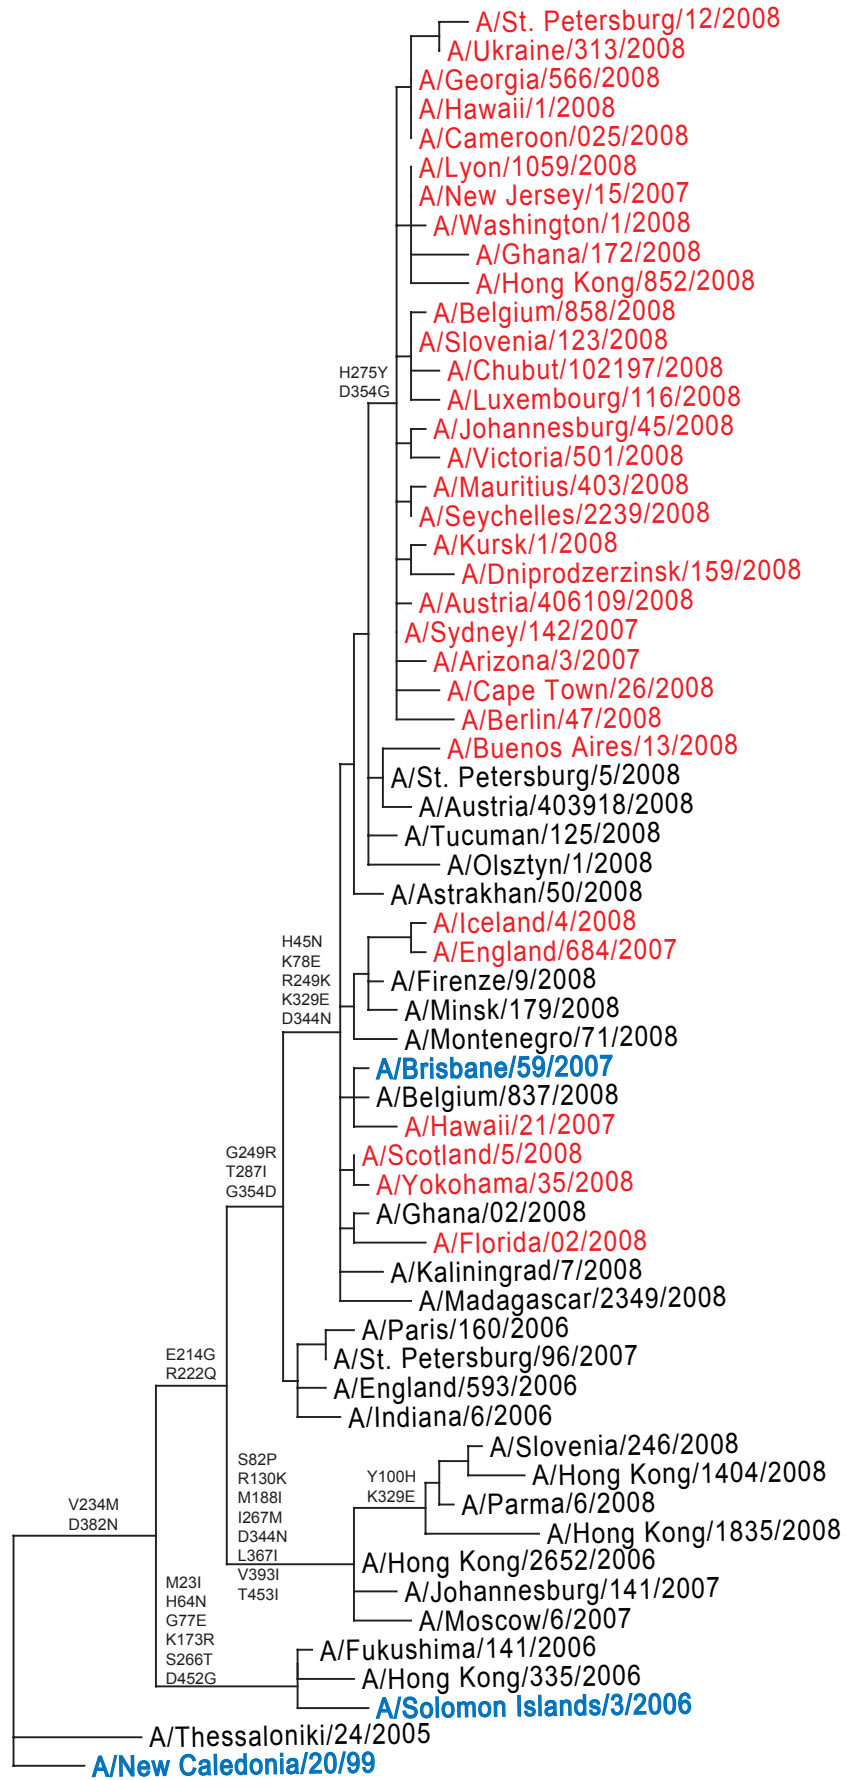 A/St. Petersburg/12/2008
A/Ukraine/313/2008
A/Georgia/566/2008
A/Hawaii/1/2008
A/Cameroon/025/2008
A/Lyon/1059/2008
A/New Jersey/15/2007
A/Washington/1/2008
A/Ghana/172/2008
A/Hong Kong/852/2008
A/Belgium/858/2008
A/Slovenia/123/2008
H275Y
A/Chubut/102197/2008
D354G
A/Luxembourg/116/2008
A/Johannesburg/45/2008
A/Victoria/501/2008
A/Mauritius/403/2008
A/Seychelles/2239/2008
A/Kursk/1/2008
A/Dniprodzerzinsk/159/2008
A/Austria/406109/2008
A/Sydney/142/2007
A/Arizona/3/2007
A/Cape Town/26/2008
A/Berlin/47/2008
A/Buenos Aires/13/2008
A/St. Petersburg/5/2008
A/Austria/403918/2008
A/Tucuman/125/2008
A/Olsztyn/1/2008
A/Astrakhan/50/2008
A/Iceland/4/2008
H45N
K78E
R249K
K329E
D344N
A/England/684/2007
A/Firenze/9/2008
A/Minsk/179/2008
A/Montenegro/71/2008
A/Brisbane/59/2007
A/Belgium/837/2008
A/Hawaii/21/2007
G249R
T287I
G354D
A/Scotland/5/2008
A/Yokohama/35/2008
A/Ghana/02/2008
A/Florida/02/2008
A/Kaliningrad/7/2008
A/Madagascar/2349/2008
A/Paris/160/2006
E214G
R222Q
A/St. Petersburg/96/2007
A/England/593/2006
A/Indiana/6/2006
A/Slovenia/246/2008
S82P
R130K
M188I
I267M
D344N
L367I
V393I
T453I
Y100H
K329E
A/Hong Kong/1404/2008
A/Parma/6/2008
V234M
D382N
A/Hong Kong/1835/2008
A/Hong Kong/2652/2006
A/Johannesburg/141/2007
A/Moscow/6/2007
M23I
H64N
G77E
K173R
S266T
D452G
A/Fukushima/141/2006
A/Hong Kong/335/2006
A/Solomon Islands/3/2006
A/Thessaloniki/24/2005
A/New Caledonia/20/99